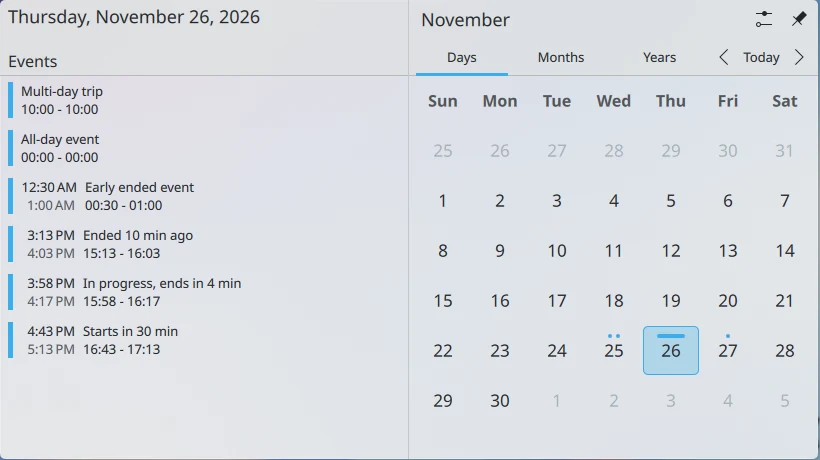 Thursday, November 26, 2026
Events
Multi-day trip
10:00 - 10:00
All-day event
00:00 - 00:00
12:30 AM Early ended event
1:00 AM 00:30 - 01:00
3:13 PM Ended 10 min ago
4:03 PM 15:13 - 16:03
3:58 PM In progress, ends in 4 min
4:17 PM 15:58 - 16:17
4:43 PM Starts in 30 min
5:13 PM 16:43 - 17:13
November
Days Months Years Today
Sun Mon Tue Wed Thu Fri Sat
25 26 27 28 29 30 31
1 2 3 4 5 6 7
8 9 10 11 12 13 14
15 16 17 18 19 20 21
22 23 24 25 26 27 28
29 30 1 2 3 4 5